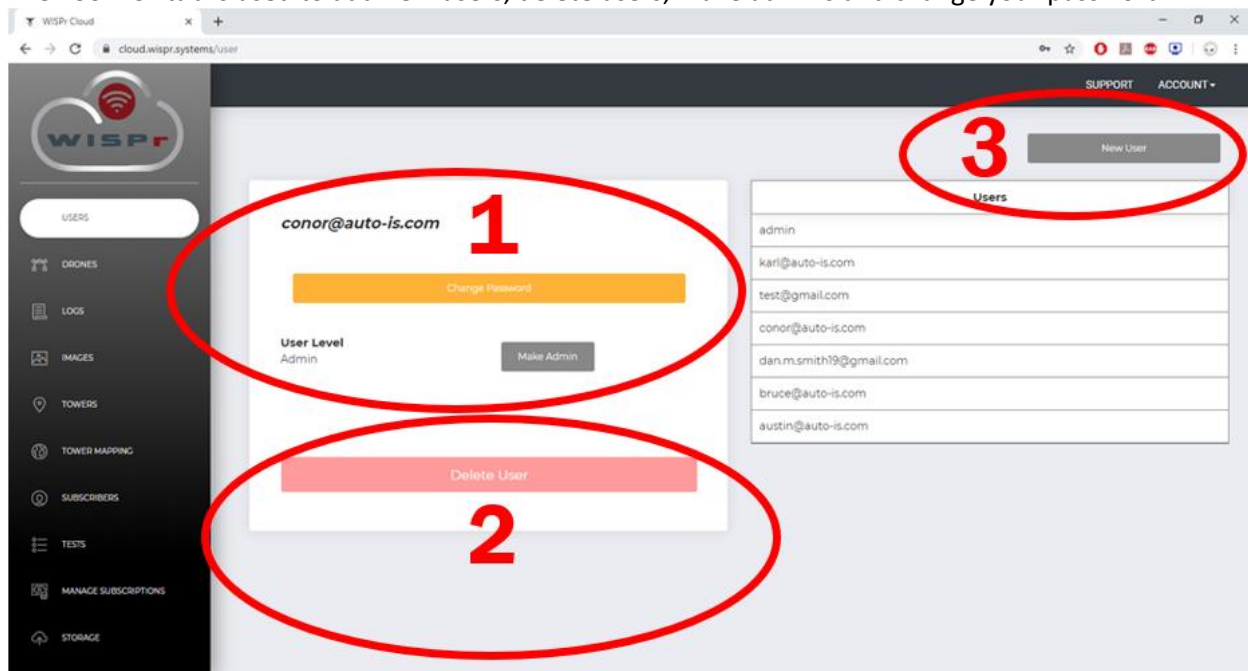 WISPr Cloud
cloud.wispr.systems/user
SUPPORT ACCOUNT
WISPr
3
New User
USERS
1
conor@auto-is.com
Users
admin
DRONES
karl@auto-is.com
Change Password
test@gmail.com
LOGS
conor@auto-is.com
User Level
Admin
Make Admin
IMAGES
dan.m.smith19@gmail.com
bruce@auto-is.com
TOWERS
austin@auto-is.com
TOWER MAPPING
Delete User
SUBSCRIBERS
2
TESTS
MANAGE SUBSCRIPTIONS
STORAGE